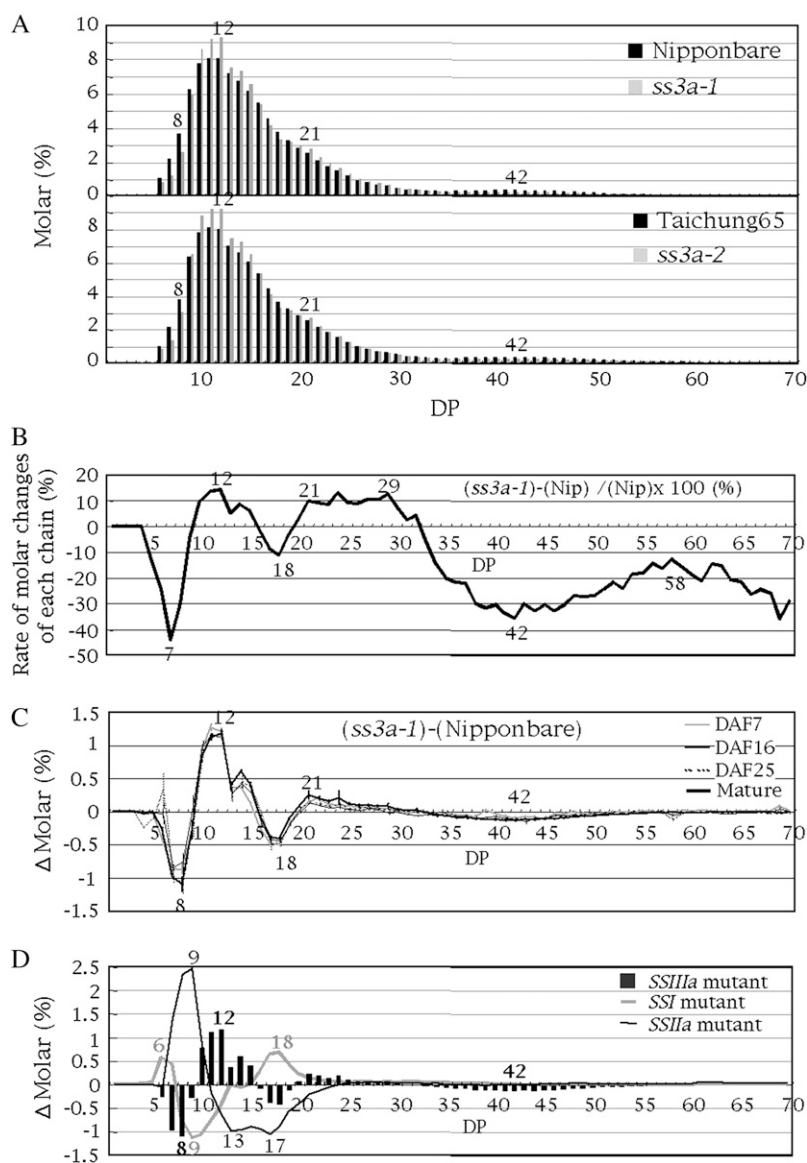 A
10
8
6
4
2
0
8
12
21
42
Nipponbare
ss3a-1
Molar (%)
8
6
4
2
0
8
12
21
42
Taichung65
ss3a-2
10 20 30 40 50 60 70
DP
B
Rate of molar changes
of each chain (%)
20
10
0
-10
-20
-30
-40
-50
12
29
(ss3a-1)-(Nip) /(Nip)x 100 (%)
21
5 10 15 20 25 30 35 40 45 50 55 60 65 70
DP
18
58
42
7
C
Δ Molar (%)
1.5
1
0.5
0
-0.5
-1
-1.5
12
(ss3a-1)-(Nipponbare)
DAF7
DAF16
DAF25
Mature
21
42
5 10 15 20 25 30 35 40 45 50 55 60 65 70
DP
18
8
D
Δ Molar (%)
2.5
2
1.5
1
0.5
0
-0.5
-1
-1.5
9
SSIIIa mutant
SSI mutant
SSIIa mutant
12
6
18
42
5 10 15 20 25 30 35 40 45 50 55 60 65 70
DP
8
9
13
17